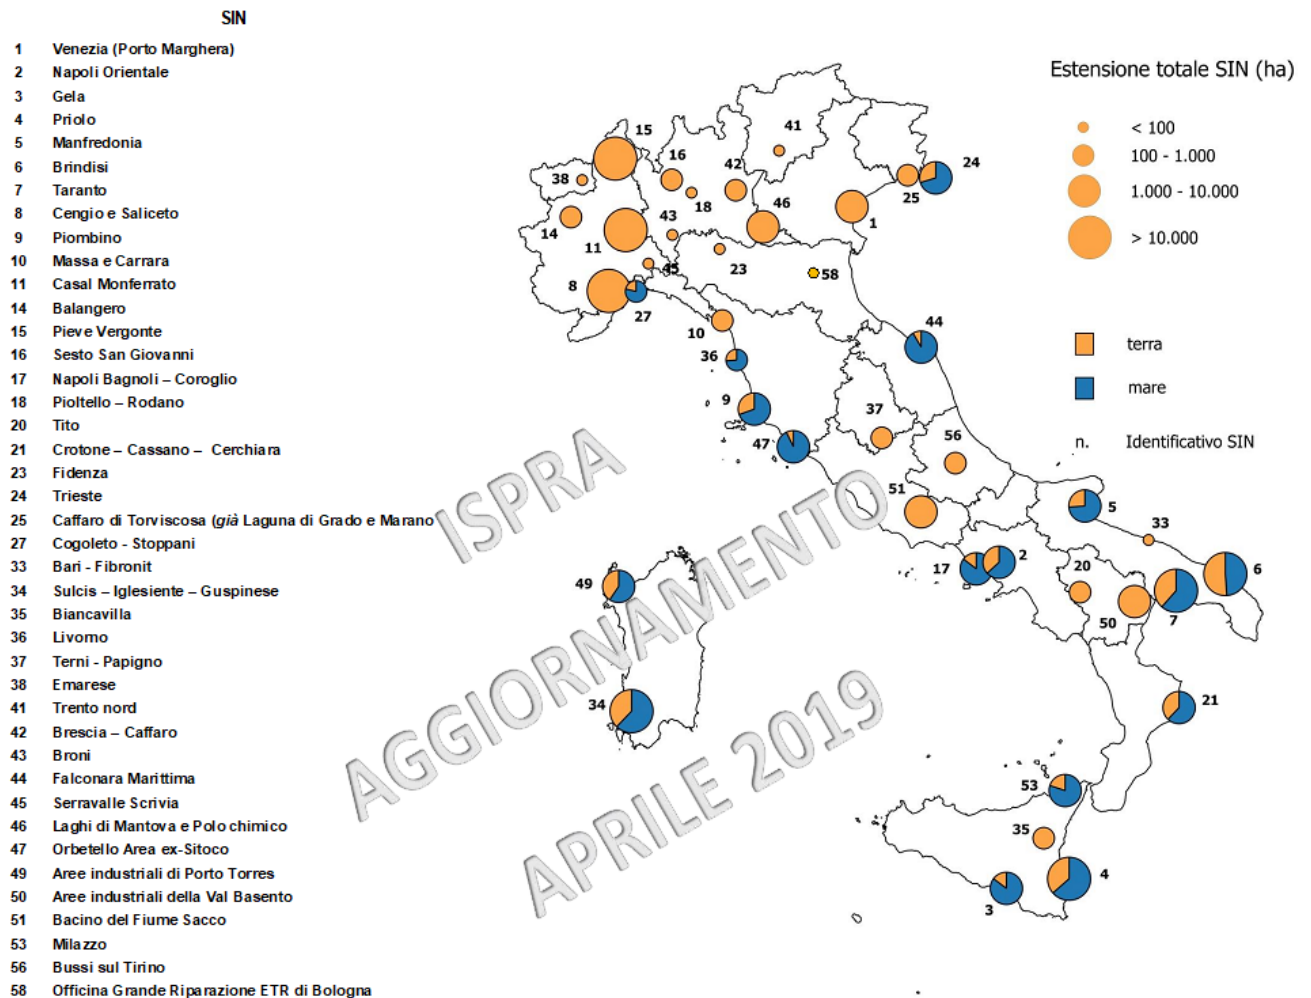 SIN
1 Venezia (Porto Marghera)
2 Napoli Orientale
3 Gela
4 Priolo
5 Manfredonia
6 Brindisi
7 Taranto
8 Cengio e Saliceto
9 Piombino
10 Massa e Carrara
11 Casal Monferrato
14 Balangero
15 Pieve Vergonte
16 Sesto San Giovanni
17 Napoli Bagnoli – Coroglio
18 Pioltello – Rodano
20 Tito
21 Crotone – Cassano – Cerchiara
23 Fidenza
24 Trieste
25 Caffaro di Torviscosa (già Laguna di Grado e Marano
27 Cogoleto - Stoppani
33 Bari - Fibronit
34 Sulcis – Iglesiente – Guspinese
35 Biancavilla
36 Livorno
37 Terni - Papigno
38 Emarese
41 Trento nord
42 Brescia – Caffaro
43 Broni
44 Falconara Marittima
45 Serravalle Scrivia
46 Laghi di Mantova e Polo chimico
47 Orbetello Area ex-Sitoco
49 Aree industriali di Porto Torres
50 Aree industriali della Val Basento
51 Bacino del Fiume Sacco
53 Milazzo
56 Bussi sul Tirino
58 Officina Grande Riparazione ETR di Bologna
Estensione totale SIN (ha)
< 100
100 - 1.000
1.000 - 10.000
> 10.000
terra
mare
n. Identificativo SIN
15
41
16
42
24
38
18
46
25
1
14
43
11
45
23
58
8
27
10
44
36
9
37
47
56
51
5
33
17
2
20
6
49
50
7
34
21
53
35
4
3
ISPRA
AGGIORNAMENTO
APRILE 2019